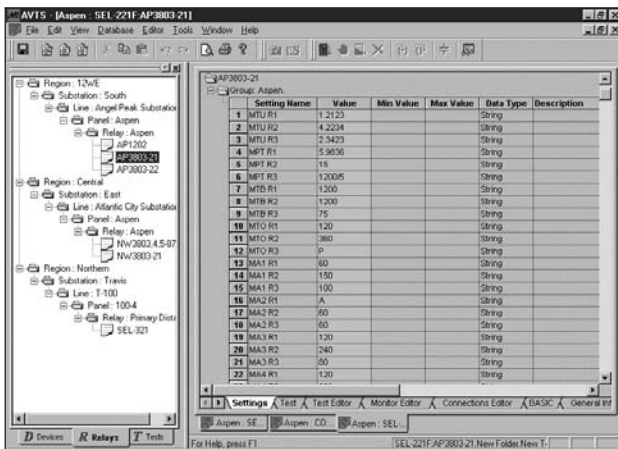 AVTS - [Aspen : SEL-221F:AP3803-21]
File Edit View Database Editor Tools Window Help
Region : 12WE
Substation : South
Line : Angel Peak Substation
Panel : Aspen
Relay : Aspen
AP1202
AP3803-21
AP3803-22
Region : Central
Substation : East
Line : Atlantic City Substation
Panel : Aspen
Relay : Aspen
NW3803,4,5-87
NW3803-21
Region : Northern
Substation : Travis
Line : T-100
Panel : 100-4
Relay : Primary Dista
SEL-321
D Devices R Relays T Tests
AP3803-21
Group: Aspen.
Setting Name Value Min Value Max Value Data Type Description
1 MTU R1 1.2123 String
2 MTU R2 4.2234 String
3 MTU R3 2.3423 String
4 MPT R1 5.9836 String
5 MPT R2 15 String
6 MPT R3 1200/5 String
7 MTB R1 1200 String
8 MTB R2 1200 String
9 MTB R3 75 String
10 MTO R1 120 String
11 MTO R2 360 String
12 MTO R3 P String
13 MA1 R1 60 String
14 MA1 R2 150 String
15 MA1 R3 100 String
16 MA2 R1 A String
17 MA2 R2 60 String
18 MA2 R3 60 String
19 MA3 R1 120 String
20 MA3 R2 240 String
21 MA3 R3 80 String
22 MA4 R1 120 String
Settings Test Test Editor Monitor Editor Connections Editor BASIC General Inf
Aspen : SE... Aspen : CO... Aspen : SEL-...
For Help, press F1 SEL-221F:AP3803-21.New Folder.New T-